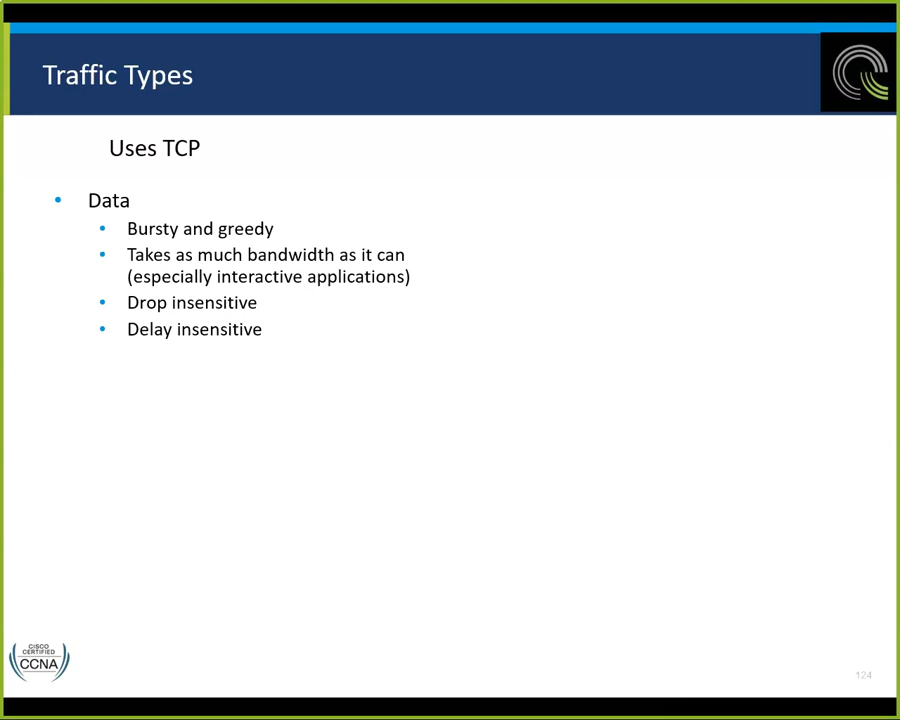 Traffic Types
Uses TCP
• Data
• Bursty and greedy
• Takes as much bandwidth as it can
(especially interactive applications)
• Drop insensitive
• Delay insensitive
CISCO
CERTIFIED
CCNA
124